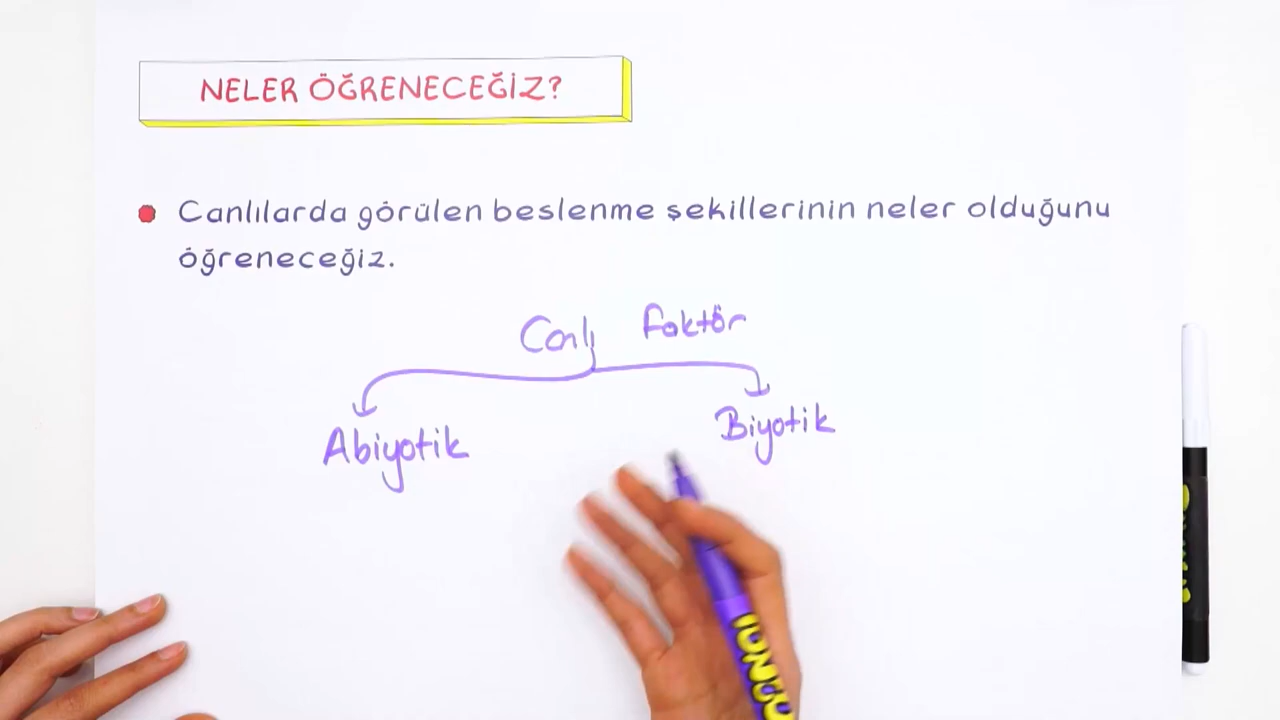 NELER ÖĞRENECEĞİZ?
Canlılarda görülen beslenme şekillerinin neler olduğunu
öğreneceğiz.
Canlı faktör
Abiyotik
Biyotik